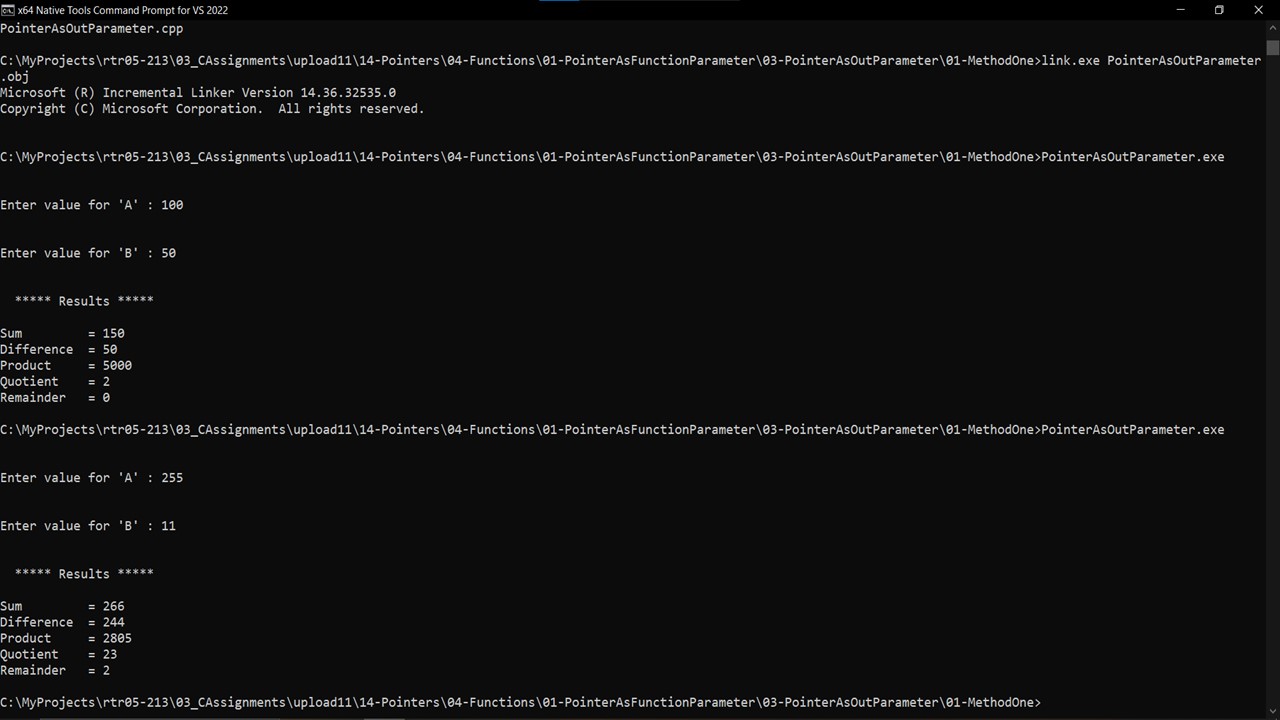 x64 Native Tools Command Prompt for VS 2022
PointerAsOutParameter.cpp
C:\MyProjects\rtr05-213\03_CAssignments\upload11\14-Pointers\04-Functions\01-PointerAsFunctionParameter\03-PointerAsOutParameter\01-MethodOne>link.exe PointerAsOutParameter
.obj
Microsoft (R) Incremental Linker Version 14.36.32535.0
Copyright (C) Microsoft Corporation.  All rights reserved.
C:\MyProjects\rtr05-213\03_CAssignments\upload11\14-Pointers\04-Functions\01-PointerAsFunctionParameter\03-PointerAsOutParameter\01-MethodOne>PointerAsOutParameter.exe
Enter value for 'A' : 100
Enter value for 'B' : 50
***** Results *****
Sum         = 150
Difference  = 50
Product     = 5000
Quotient    = 2
Remainder   = 0
C:\MyProjects\rtr05-213\03_CAssignments\upload11\14-Pointers\04-Functions\01-PointerAsFunctionParameter\03-PointerAsOutParameter\01-MethodOne>PointerAsOutParameter.exe
Enter value for 'A' : 255
Enter value for 'B' : 11
***** Results *****
Sum         = 266
Difference  = 244
Product     = 2805
Quotient    = 23
Remainder   = 2
C:\MyProjects\rtr05-213\03_CAssignments\upload11\14-Pointers\04-Functions\01-PointerAsFunctionParameter\03-PointerAsOutParameter\01-MethodOne>